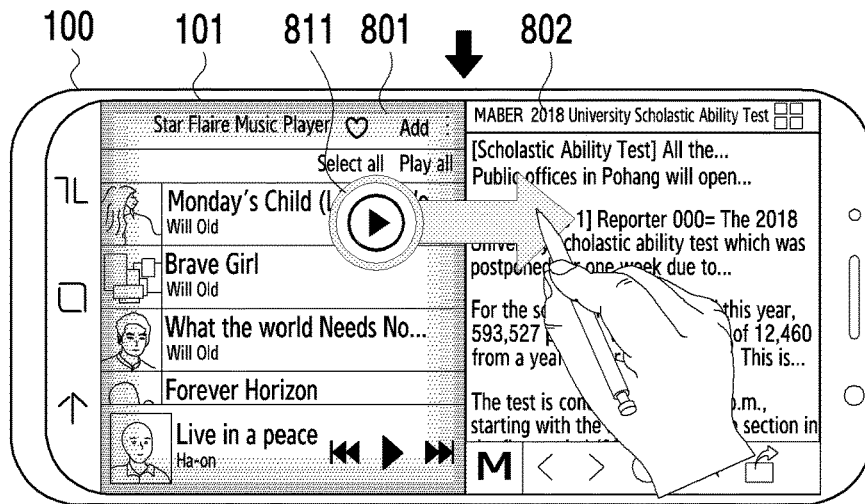 100 101 811 801 802
Star Flaire Music Player Add
Select all Play all
Monday's Child (
Will Old
Brave Girl
Will Old
What the world Needs No...
Will Old
Forever Horizon
Live in a peace
Ha-on
MABER 2018 University Scholastic Ability Test
[Scholastic Ability Test] All the...
Public offices in Pohang will open...
1] Reporter 000= The 2018
scholastic ability test which was
postponed for one week due to...
For the this year,
593,527 of 12,460
from a year This is...
The test is p.m.,
starting with the section in
M